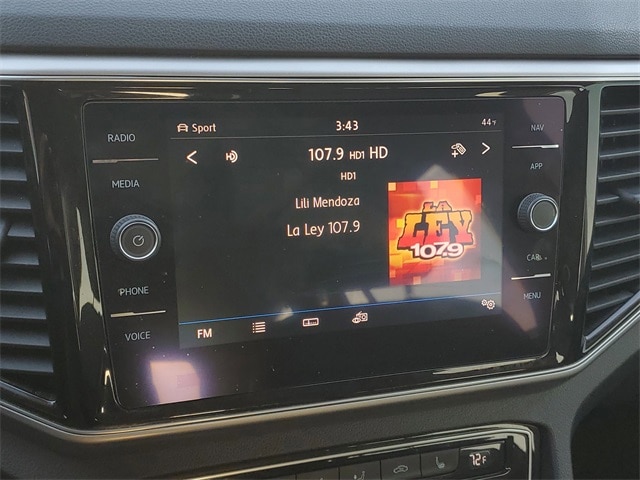 RADIO
MEDIA
PHONE
VOICE
Sport
3:43
44°F
107.9 HD1 HD
HD1
Lili Mendoza
La Ley 107.9
LA
LEY
107.9
FM
NAV
APP
CAR
MENU
72°F